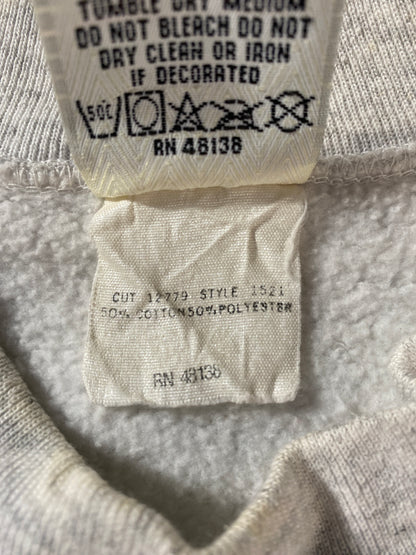 TUMBLE DRY MEDIUM
DO NOT BLEACH DO NOT
DRY CLEAN OR IRON
IF DECORATED
50°C
RN 48138
CUT 12779 STYLE 1521
50% COTTON50%POLYESTER
RN 48138